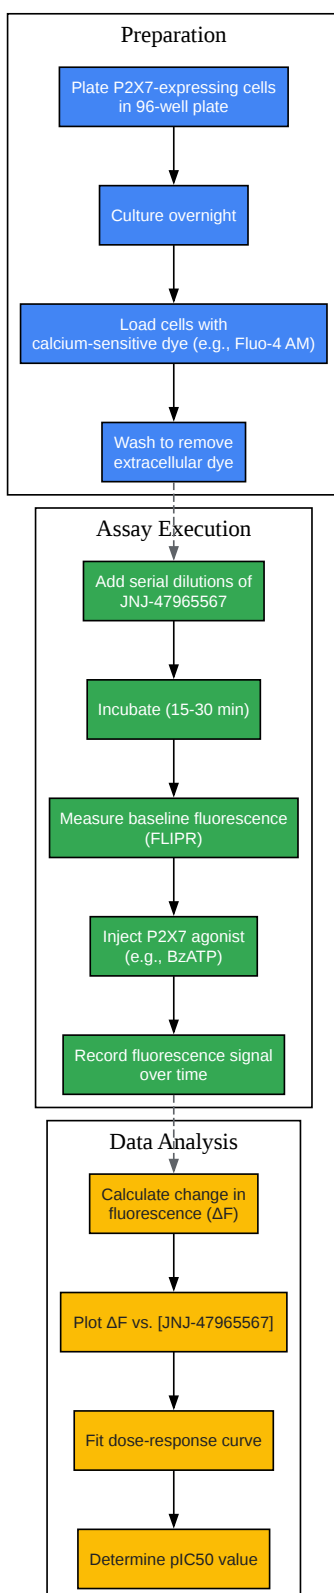 Preparation
Plate P2X7-expressing cells
in 96-well plate
Culture overnight
Load cells with
calcium-sensitive dye (e.g., Fluo-4 AM)
Wash to remove
extracellular dye
Assay Execution
Add serial dilutions of
JNJ-47965567
Incubate (15-30 min)
Measure baseline fluorescence
(FLIPR)
Inject P2X7 agonist
(e.g., BzATP)
Record fluorescence signal
over time
Data Analysis
Calculate change in
fluorescence (ΔF)
Plot ΔF vs. [JNJ-47965567]
Fit dose-response curve
Determine pIC50 value